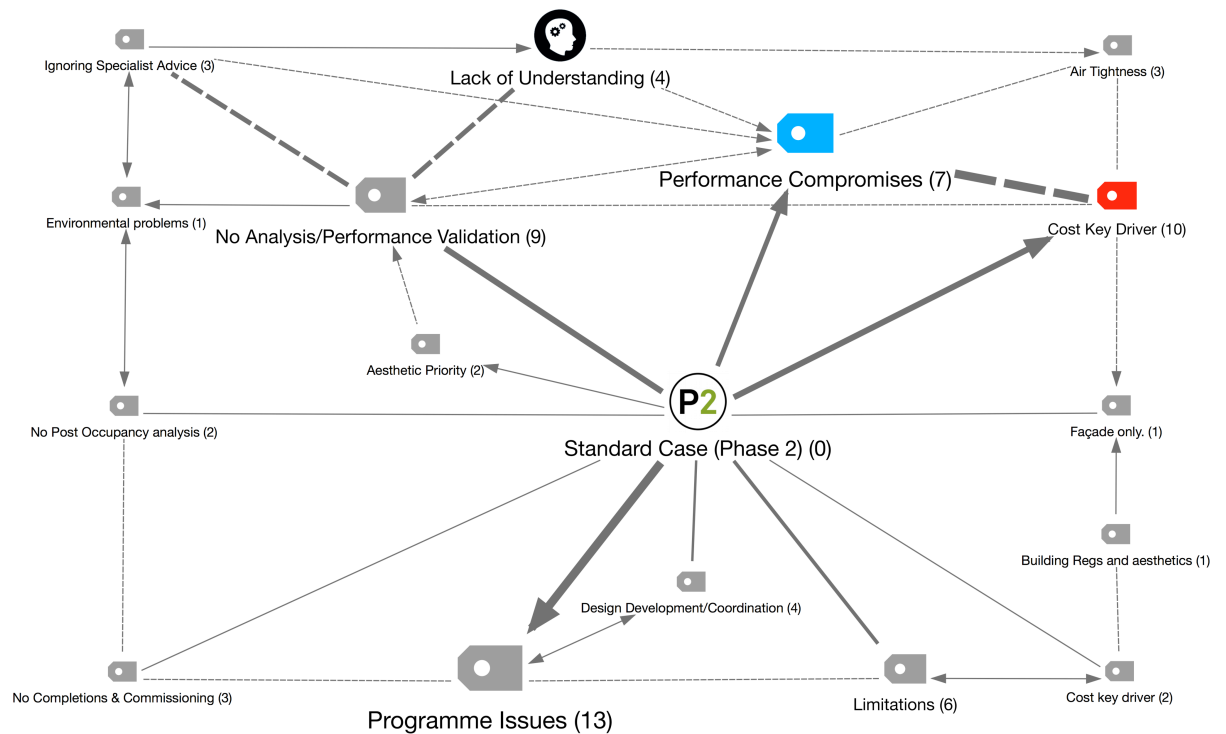 Ignoring Specialist Advice (3)
Lack of Understanding (4)
Air Tightness (3)
Performance Compromises (7)
Environmental problems (1)
No Analysis/Performance Validation (9)
Cost Key Driver (10)
Aesthetic Priority (2)
P2
No Post Occupancy analysis (2)
Standard Case (Phase 2) (0)
Façade only. (1)
Building Regs and aesthetics (1)
Design Development/Coordination (4)
No Completions & Commissioning (3)
Programme Issues (13)
Limitations (6)
Cost key driver (2)